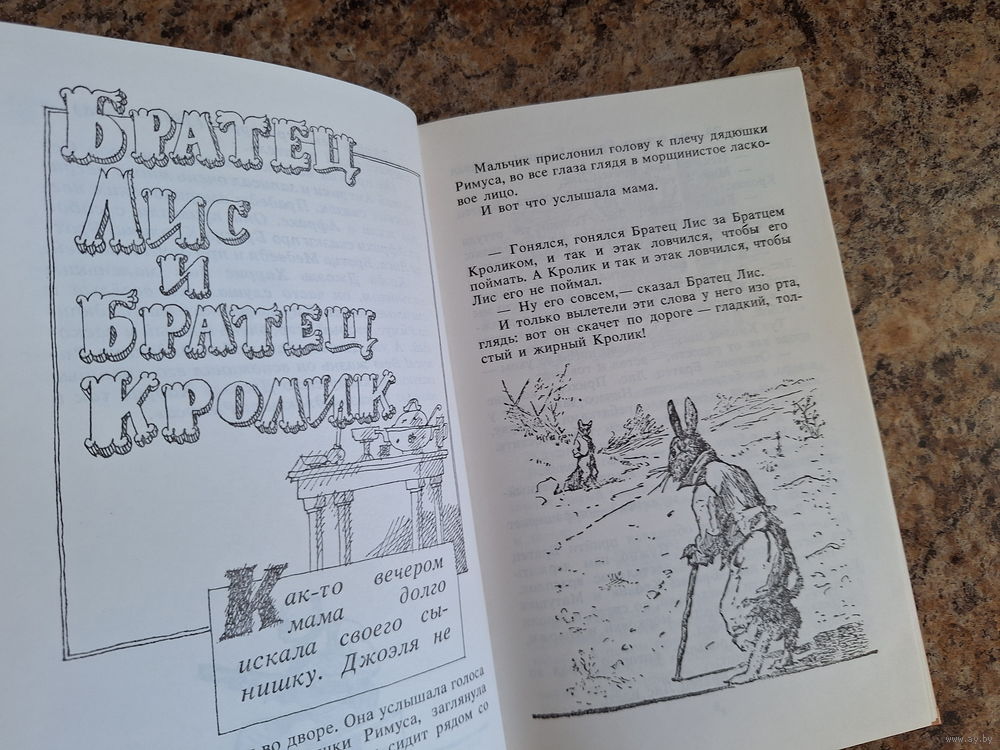 БРАТЕЦ
ЛИС
И
БРАТЕЦ
КРОЛИК
Как-то вечером
мама долго
искала своего сы-
нишку. Джоэля не
во дворе. Она услышала голоса
Римуса, заглянула
сидит рядом со
Мальчик прислонил голову к плечу дядюшки
Римуса, во все глаза глядя в морщинистое ласко-
вое лицо.
И вот что услышала мама.
— Гонялся, гонялся Братец Лис за Братцем
Кроликом, и так и этак ловчился, чтобы его
поймать. А Кролик и так и этак ловчился, чтобы
Лис его не поймал.
— Ну его совсем,— сказал Братец Лис.
И только вылетели эти слова у него изо рта,
глядь: вот он скачет по дороге — гладкий, тол-
стый и жирный Кролик!
www.ay.by